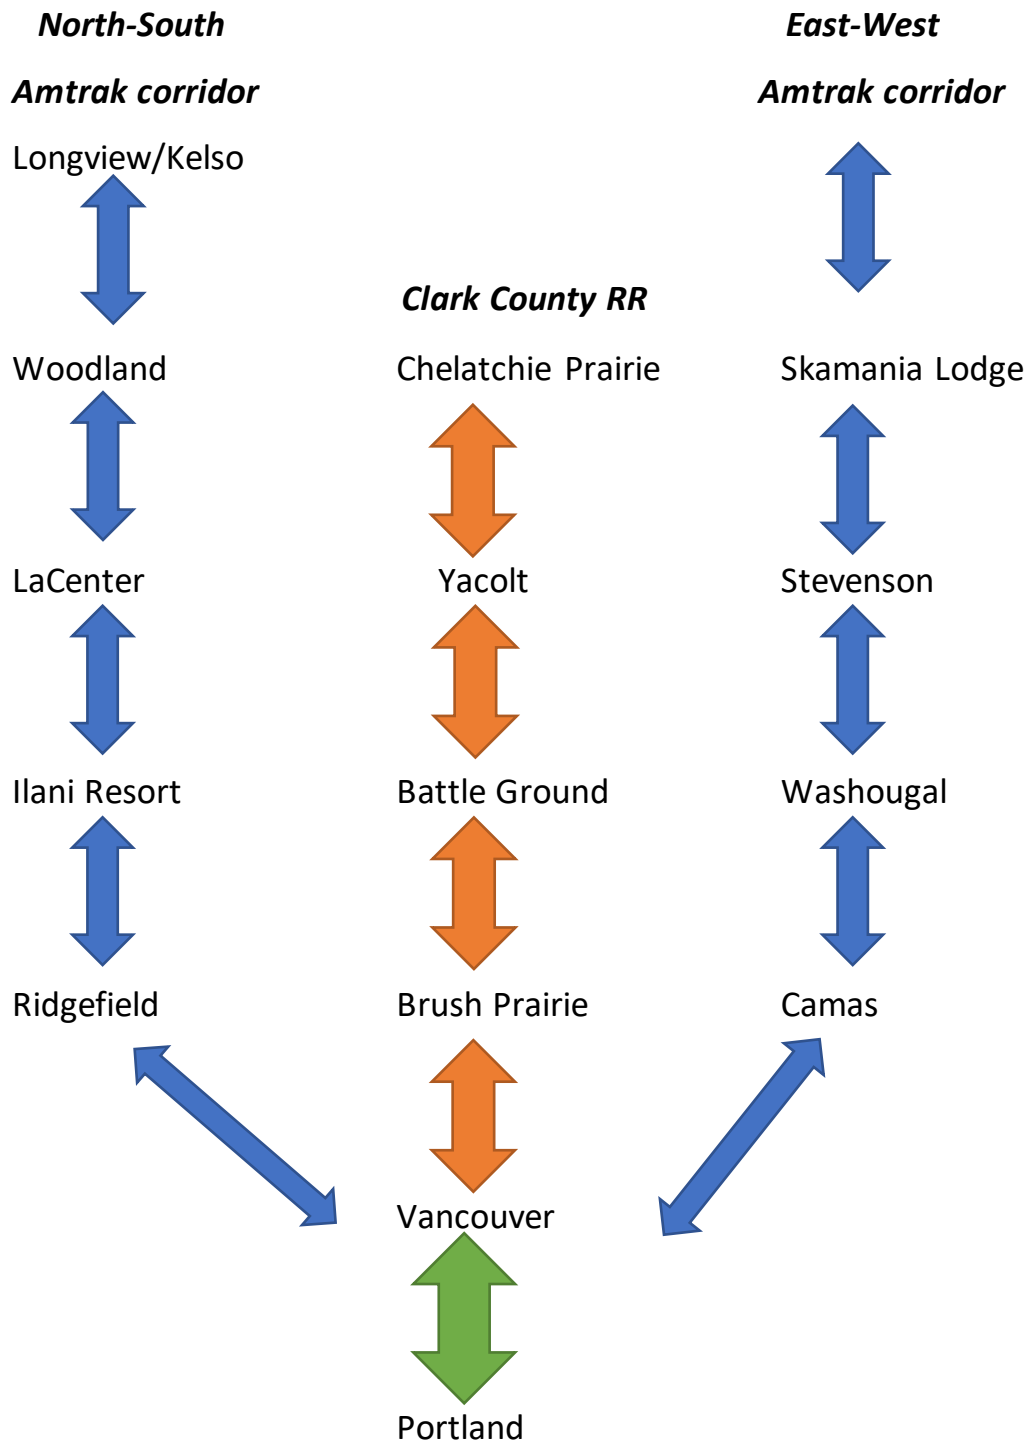 North-South
Amtrak corridor
Longview/Kelso
Woodland
LaCenter
Ilani Resort
Ridgefield
Clark County RR
Chelatchie Prairie
Yacolt
Battle Ground
Brush Prairie
Vancouver
Portland
East-West
Amtrak corridor
Skamania Lodge
Stevenson
Washougal
Camas